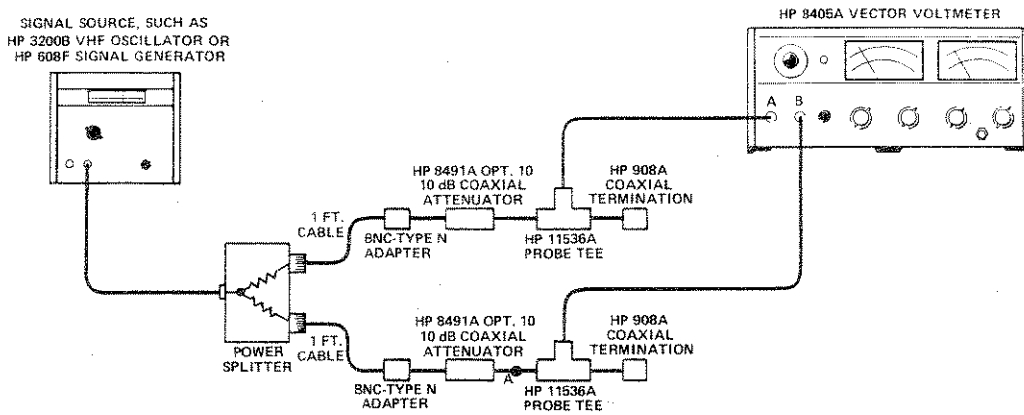 SIGNAL SOURCE, SUCH AS
HP 3200B VHF OSCILLATOR OR
HP 608F SIGNAL GENERATOR
HP 8405A VECTOR VOLTMETER
A
B
HP 8491A OPT. 10
10 dB COAXIAL
ATTENUATOR
HP 908A
COAXIAL
TERMINATION
1 FT.
CABLE
BNC-TYPE N
ADAPTER
HP 11536A
PROBE TEE
POWER
SPLITTER
1 FT.
CABLE
HP 8491A OPT. 10
10 dB COAXIAL
ATTENUATOR
HP 908A
COAXIAL
TERMINATION
A
BNC-TYPE N
ADAPTER
HP 11536A
PROBE TEE